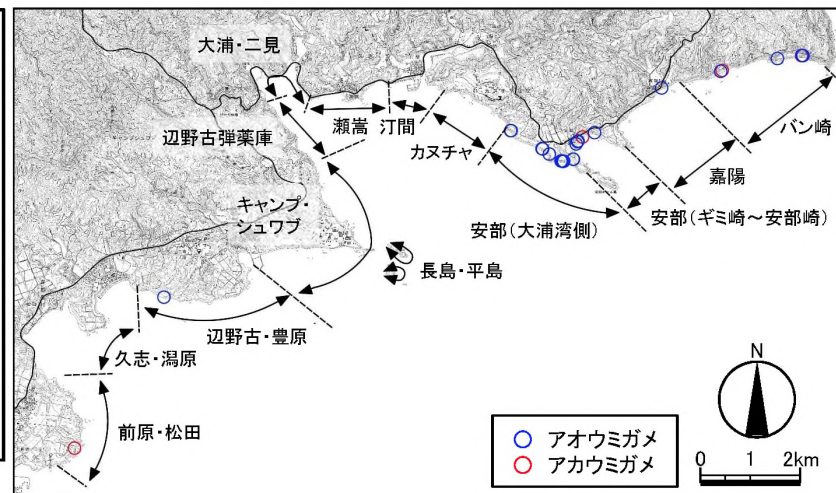 大浦・二見
辺野古弾薬庫
瀬嵩
汀間
カヌチャ
バン崎
嘉陽
安部(ギミ崎～安部崎)
安部(大浦湾側)
キャンプ・
シュワブ
長島・平島
辺野古・豊原
久志・潟原
前原・松田
N
アオウミガメ
アカウミガメ
0 1 2km